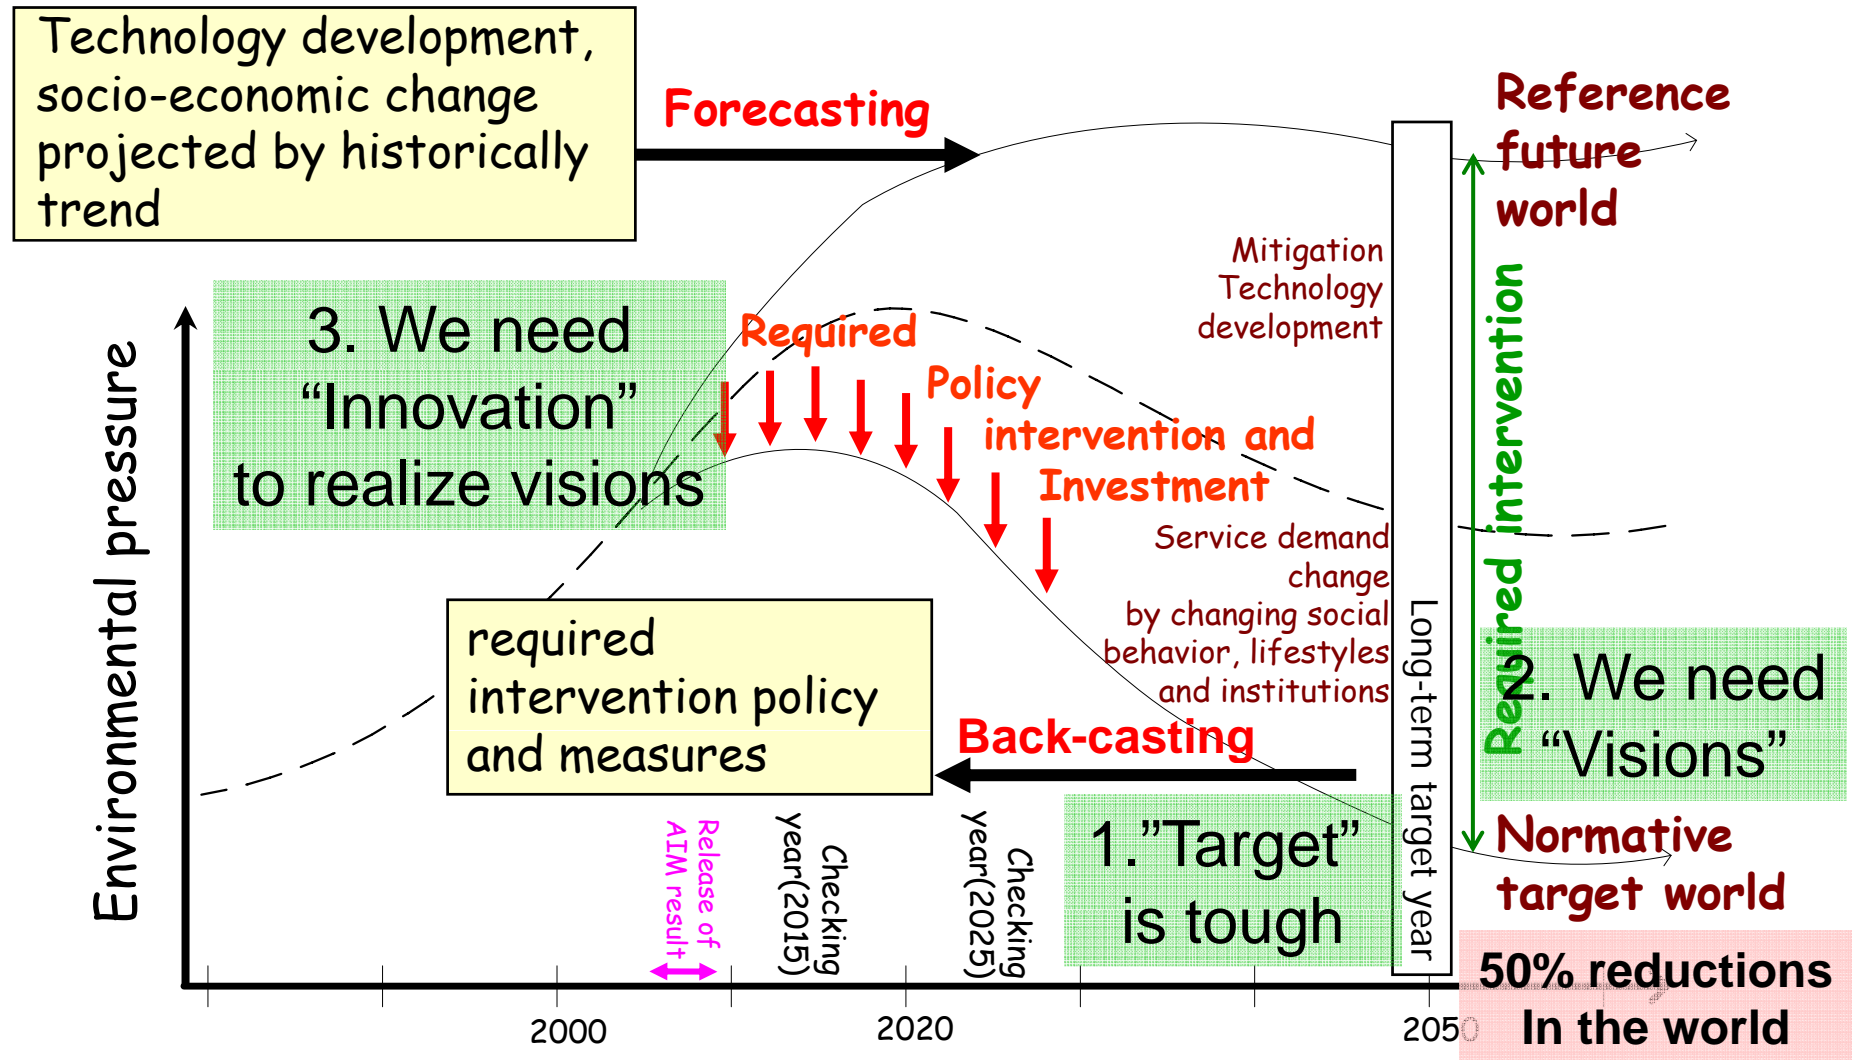 Technology development,
socio-economic change
projected by historically
trend
Forecasting
Reference
future
world
Mitigation
Technology
development
3. We need
“Innovation”
to realize visions
Required
Policy
intervention and
Investment
Environmental pressure
Required intervention
Service demand
change
by changing social
behavior, lifestyles
and institutions
required
intervention policy
and measures
Back-casting
Long-term target year
2. We need
“Visions”
1.”Target”
is tough
Normative
target world
Release of
AIM result
Checking
year(2015)
Checking
year(2025)
50% reductions
In the world
2000
2020
2050